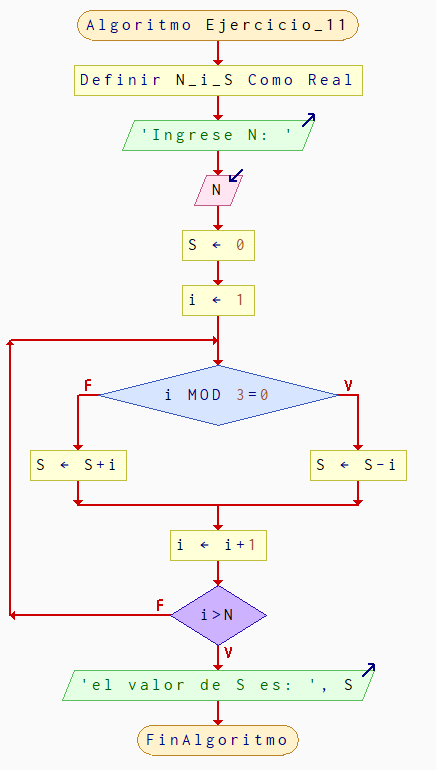 Algoritmo Ejercicio_11
Definir N_i_S Como Real
'Ingrese N: '
N
S ← 0
i ← 1
F
i MOD 3=0
V
S ← S+i
S ← S-i
i ← i+1
F
i>N
V
'el valor de S es: ', S
FinAlgoritmo